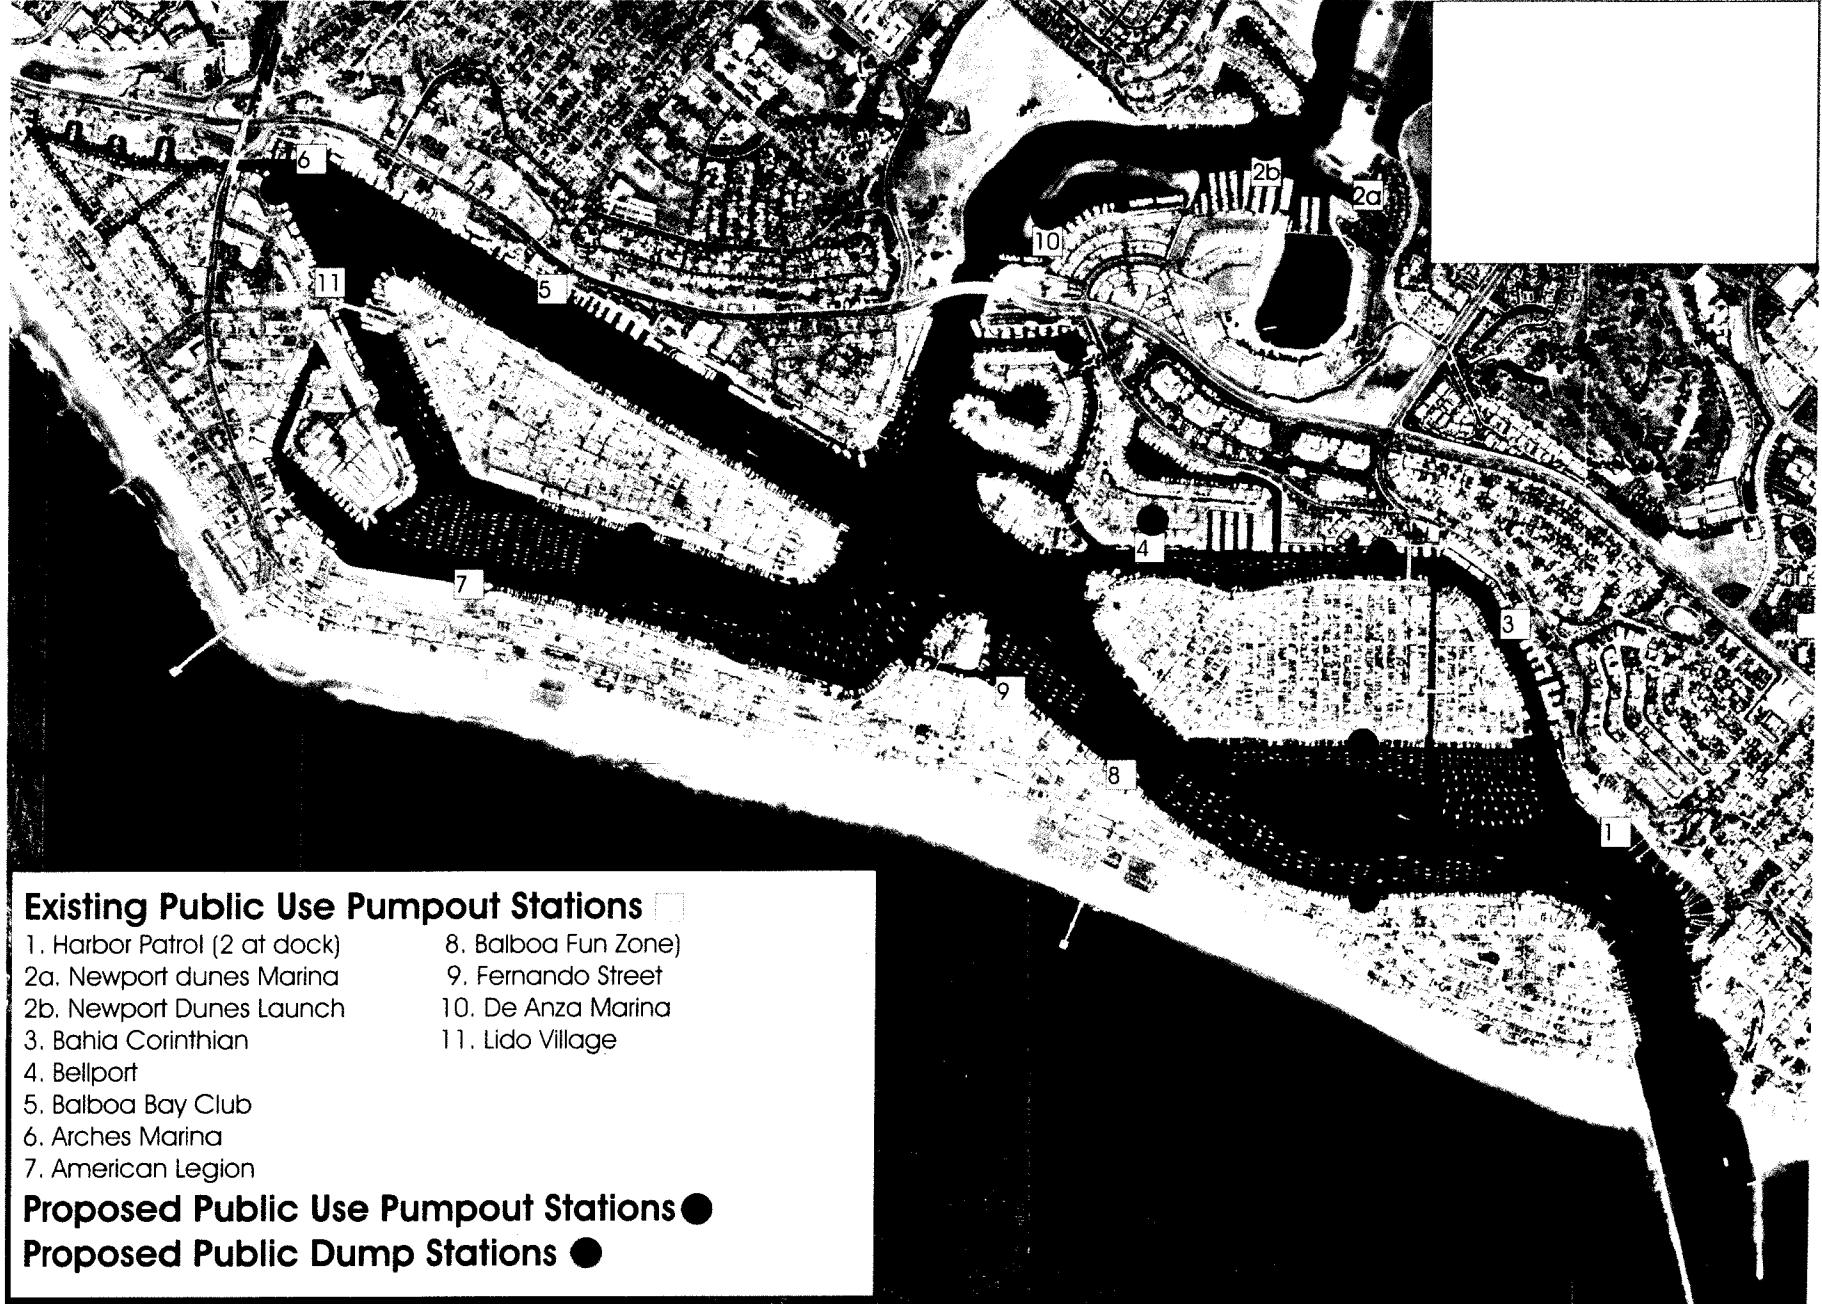 6
2b
2a
10
11
5
4
7
3
9
8
1
Existing Public Use Pumpout Stations
1. Harbor Patrol (2 at dock)
2a. Newport dunes Marina
2b. Newport Dunes Launch
3. Bahia Corinthian
4. Bellport
5. Balboa Bay Club
6. Arches Marina
7. American Legion
8. Balboa Fun Zone)
9. Fernando Street
10. De Anza Marina
11. Lido Village
Proposed Public Use Pumpout Stations
Proposed Public Dump Stations